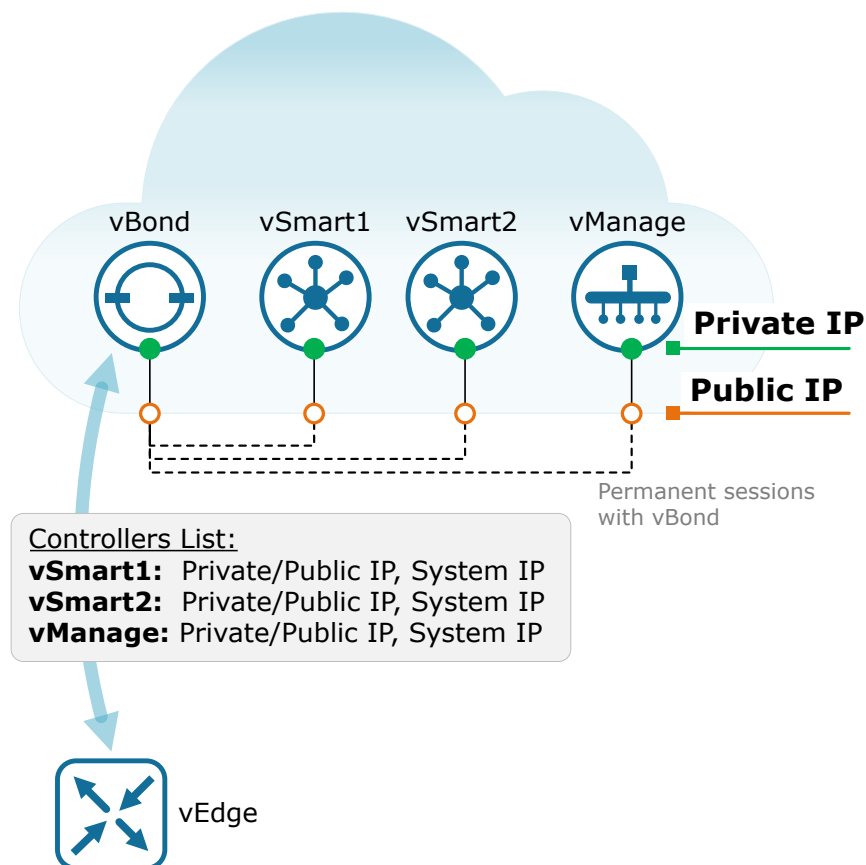 vBond
vSmart1
vSmart2
vManage
Private IP
Public IP
Permanent sessions
with vBond
Controllers List:
vSmart1: Private/Public IP, System IP
vSmart2: Private/Public IP, System IP
vManage: Private/Public IP, System IP
vEdge